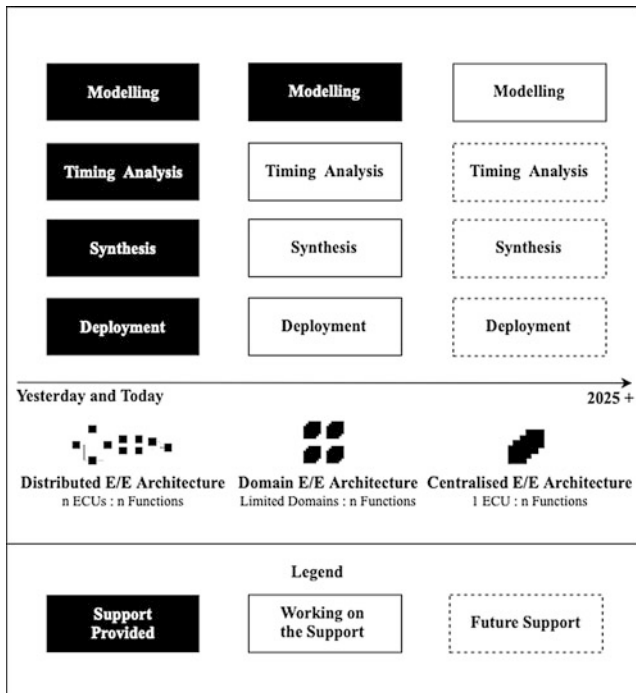 Modelling Modelling Modelling
Timing Analysis Timing Analysis Timing Analysis
Synthesis Synthesis Synthesis
Deployment Deployment Deployment
Yesterday and Today 2025 +
Distributed E/E Architecture Domain E/E Architecture Centralised E/E Architecture
n ECUs : n Functions Limited Domains : n Functions 1 ECU : n Functions
Legend
Support Provided Working on the Support Future Support